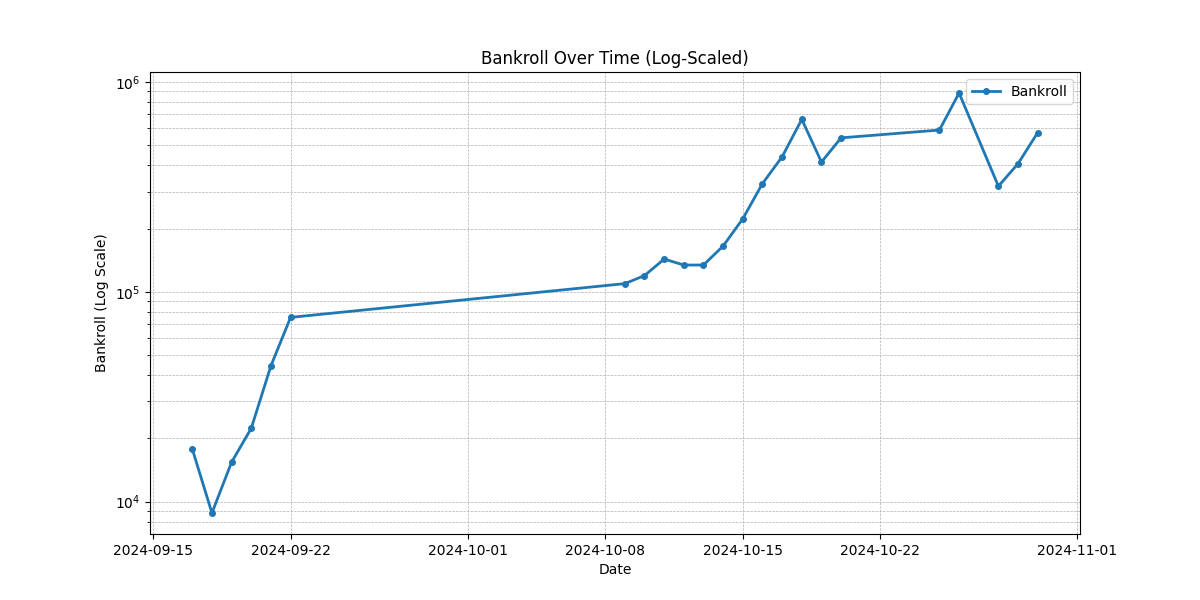 Bankroll Over Time (Log-Scaled)
Bankroll
10⁶
10⁵
10⁴
Bankroll (Log Scale)
2024-09-15
2024-09-22
2024-10-01
2024-10-08
2024-10-15
2024-10-22
2024-11-01
Date